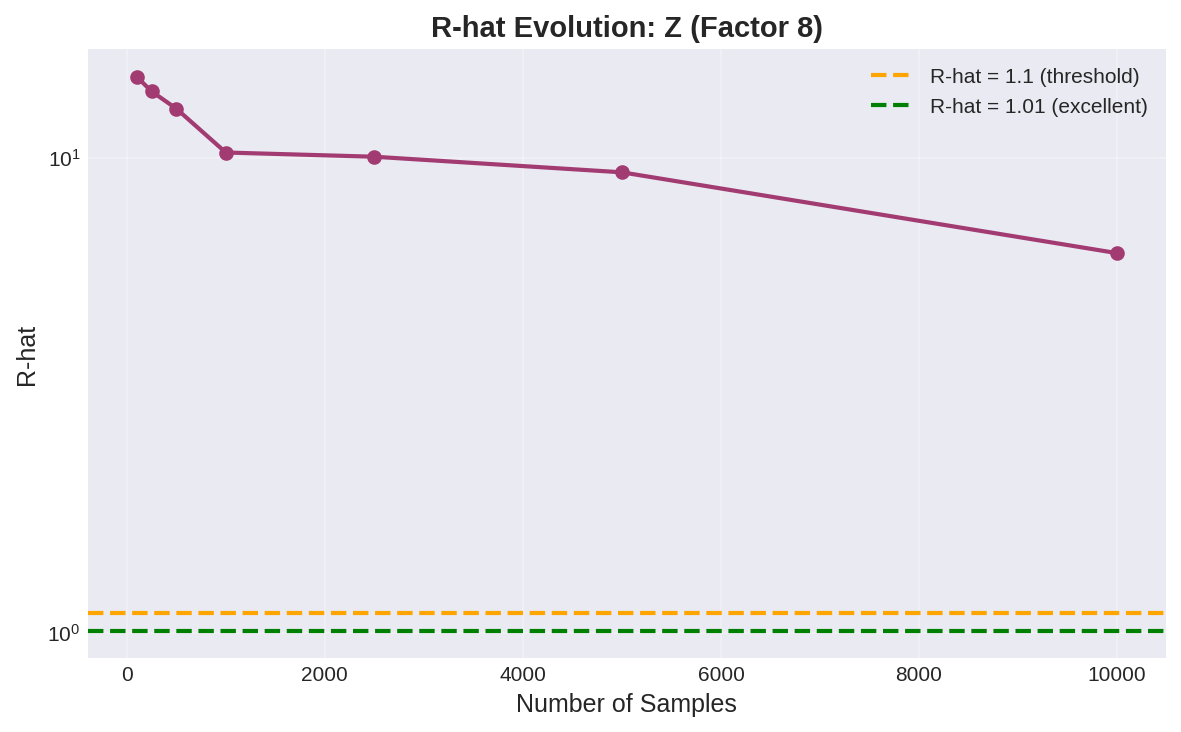 R-hat Evolution: Z (Factor 8)
R-hat = 1.1 (threshold)
R-hat = 1.01 (excellent)
10¹
10⁰
R-hat
0 2000 4000 6000 8000 10000
Number of Samples